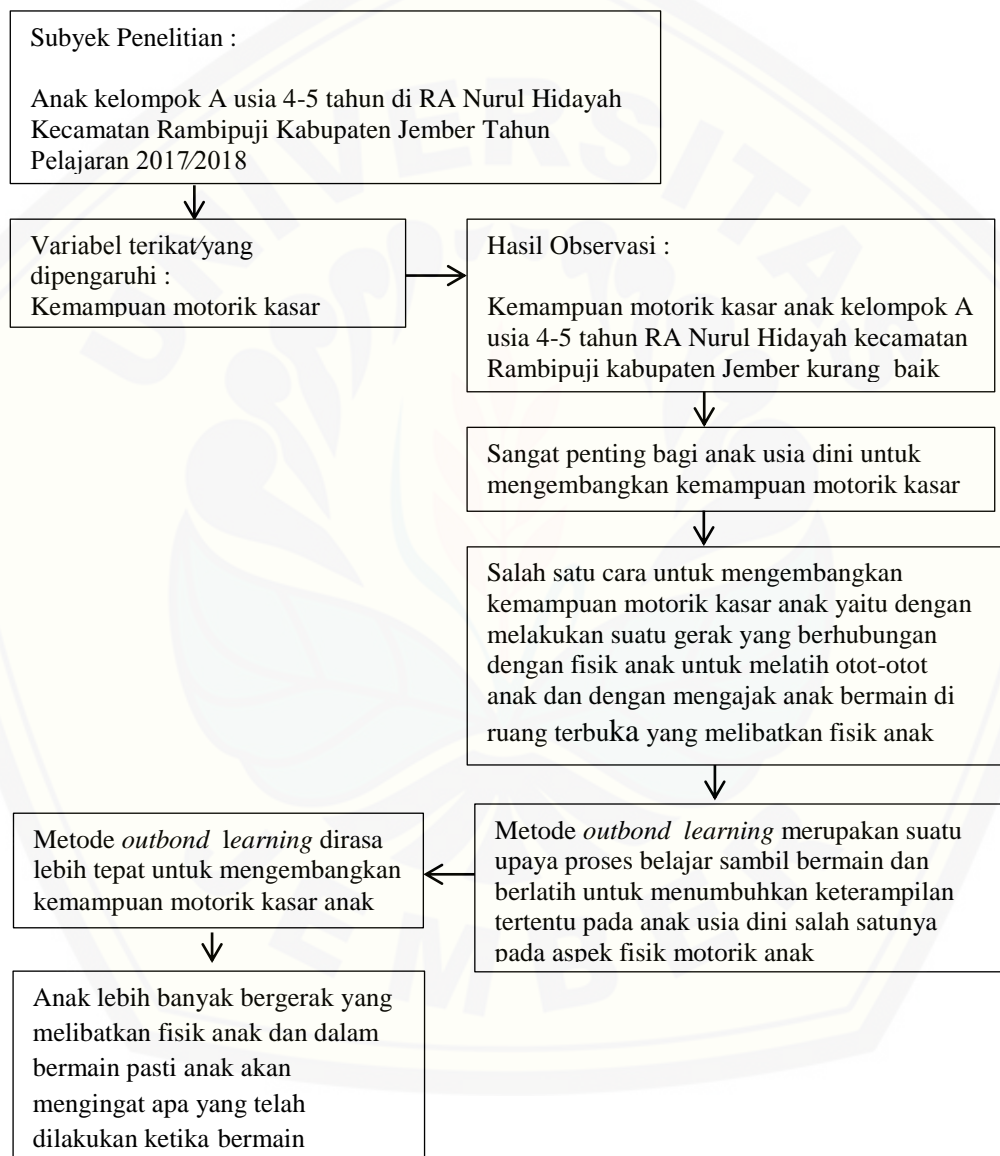 Subyek Penelitian :
Anak kelompok A usia 4-5 tahun di RA Nurul Hidayah
Kecamatan Rambipuji Kabupaten Jember Tahun
Pelajaran 2017/2018
Variabel terikat/yang
dipengaruhi :
Kemampuan motorik kasar
Hasil Observasi :
Kemampuan motorik kasar anak kelompok A
usia 4-5 tahun RA Nurul Hidayah kecamatan
Rambipuji kabupaten Jember kurang baik
Sangat penting bagi anak usia dini untuk
mengembangkan kemampuan motorik kasar
Salah satu cara untuk mengembangkan
kemampuan motorik kasar anak yaitu dengan
melakukan suatu gerak yang berhubungan
dengan fisik anak untuk melatih otot-otot
anak dan dengan mengajak anak bermain di
ruang terbuka yang melibatkan fisik anak
Metode outbond learning merupakan suatu
upaya proses belajar sambil bermain dan
berlatih untuk menumbuhkan keterampilan
tertentu pada anak usia dini salah satunya
pada aspek fisik motorik anak
Metode outbond learning dirasa
lebih tepat untuk mengembangkan
kemampuan motorik kasar anak
Anak lebih banyak bergerak yang
melibatkan fisik anak dan dalam
bermain pasti anak akan
mengingat apa yang telah
dilakukan ketika bermain
UNIVERSITAS
JEMBER